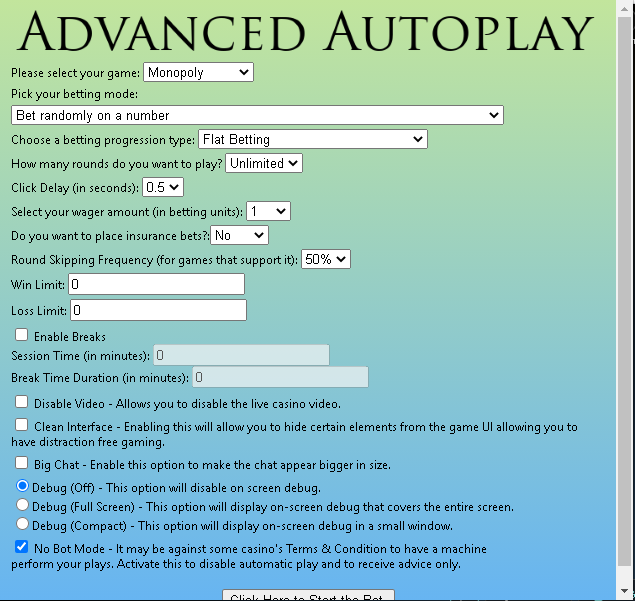 Advanced Autoplay
Please select your game: Monopoly
Pick your betting mode:
Bet randomly on a number
Choose a betting progression type: Flat Betting
How many rounds do you want to play? Unlimited
Click Delay (in seconds): 0.5
Select your wager amount (in betting units): 1
Do you want to place insurance bets?: No
Round Skipping Frequency (for games that support it): 50%
Win Limit: 0
Loss Limit: 0
Enable Breaks
Session Time (in minutes): 0
Break Time Duration (in minutes): 0
Disable Video - Allows you to disable the live casino video.
Clean Interface - Enabling this will allow you to hide certain elements from the game UI allowing you to
have distraction free gaming.
Big Chat - Enable this option to make the chat appear bigger in size.
Debug (Off) - This option will disable on screen debug.
Debug (Full Screen) - This option will display on-screen debug that covers the entire screen.
Debug (Compact) - This option will display on-screen debug in a small window.
No Bot Mode - It may be against some casino's Terms & Condition to have a machine
perform your plays. Activate this to disable automatic play and to receive advice only.
Click Here to Start the Bot